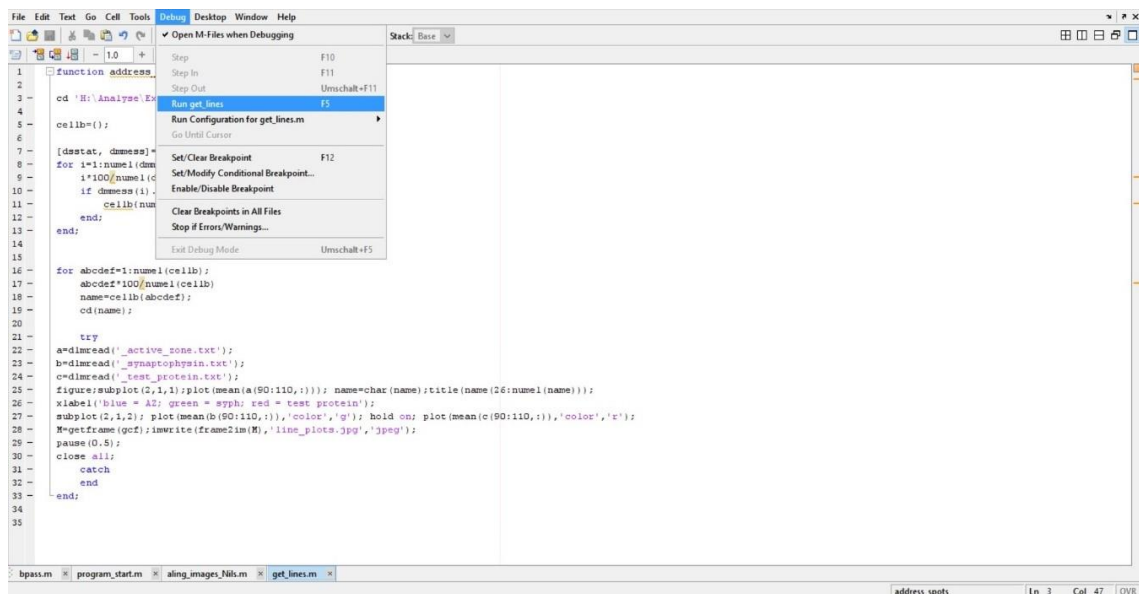 File Edit Text Go Cell Tools Debug Desktop Window Help
Open M-Files when Debugging
Stack: Base
- 1.0 +
Step F10
Step In F11
Step Out Umschalt+F11
Run get_lines F5
Run Configuration for get_lines.m
Go Until Cursor
Set/Clear Breakpoint F12
Set/Modify Conditional Breakpoint...
Enable/Disable Breakpoint
Clear Breakpoints in All Files
Stop if Errors/Warnings...
Exit Debug Mode Umschalt+F5
1 function address_
2
3 - cd 'H:\Analyse\Ex
4
5 - cellb={};
6
7 - [dsstat, dmmess]=
8 - for i=1:numel(dmm
9 - i*100/numel(d
10 - if dmmess(i).
11 - cellb(num
12 - end;
13 - end;
14
15
16 - for abcdef=1:numel(cellb);
17 - abcdef*100/numel(cellb)
18 - name=cellb{abcdef};
19 - cd(name);
20
21 - try
22 - a=dlmread('_active_zone.txt');
23 - b=dlmread('_synaptophysin.txt');
24 - c=dlmread('_test_protein.txt');
25 - figure;subplot(2,1,1);plot(mean(a(90:110,:))); name=char(name);title(name(26:numel(name)));
26 - xlabel('blue = AZ; green = syph; red = test protein');
27 - subplot(2,1,2); plot(mean(b(90:110,:)),'color','g'); hold on; plot(mean(c(90:110,:)),'color','r');
28 - M=getframe(gcf);imwrite(frame2im(M),'line_plots.jpg','jpeg');
29 - pause(0.5);
30 - close all;
31 - catch
32 - end
33 - end;
34
35
bpass.m × program_start.m × aling_images_Nils.m × get_lines.m ×
address_spots Ln 3 Col 47 OVR